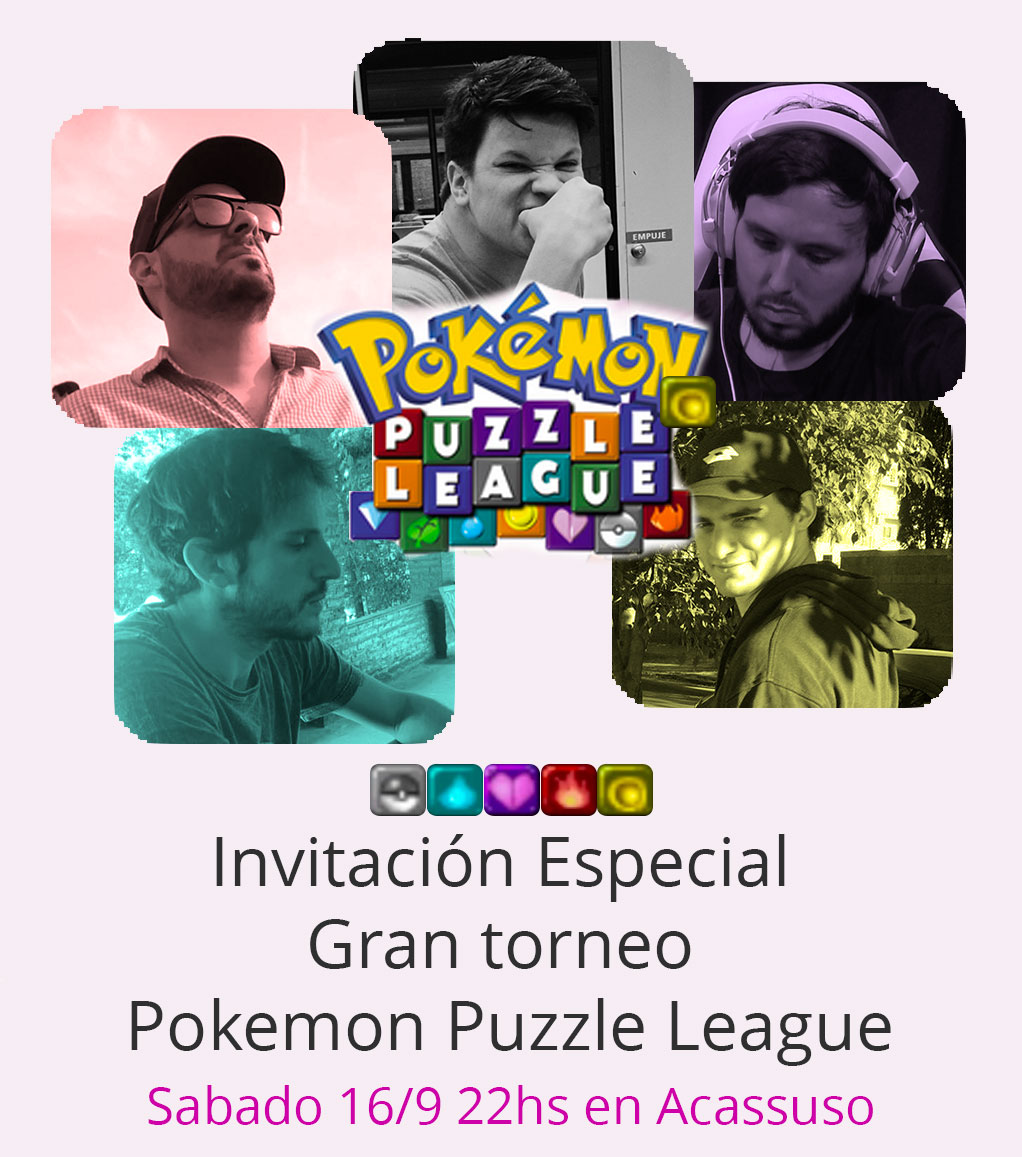 EMPUJE
POKéMON
PUZZLE
LEAGUE
Invitación Especial
Gran torneo
Pokemon Puzzle League
Sabado 16/9 22hs en Acassuso